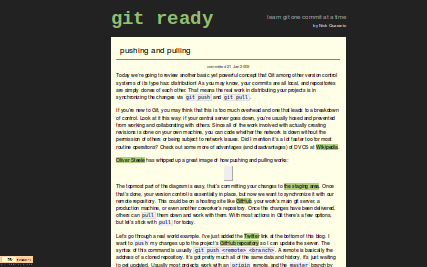 git ready
learn git one commit at a time
by Nick Quaranto
pushing and pulling
committed 21 Jan 2009
Today we're going to review another basic yet powerful concept that Git among other version control
systems of its type has: distribution! As you may know, your commits are all local, and repositories
are simply clones of each other. That means the real work in distributing your projects is in
synchronizing the changes via git push and git pull.
If you're new to Git, you may think that this is too much overhead and one that leads to a breakdown
of control. Look at it this way: If your central server goes down, you're usually hosed and prevented
from working and collaborating with others. Since all of the work involved with actually creating
revisions is done on your own machine, you can code whether the network is down without the
permission of others or being subject to network issues. Did I mention it's a lot faster too for most
routine operations? Check out some more of advantages (and disadvantages) of DVCS at Wikipedia.
Oliver Steele has whipped up a great image of how pushing and pulling works:
The topmost part of the diagram is easy, that's committing your changes to the staging area. Once
that's done, your control version is essentially in place, but now we want to synchronize it with our
remote repository. This could be on a hosting site like GitHub, your work's main git server, a
production machine, or even another coworker's repository. Once the changes have been delivered,
others can pull them down and work with them. With most actions in Git there's a few options,
but let's stick with pull for today.
Let's go through a real world example. I've just added the Twitter link at the bottom of this blog. I
want to push my changes up to the project's GitHub repository so I can update the server. The
syntax of this command is usually git push <remote> <branch>. A remote is basically the
address of a cloned repository. It's got pretty much all of the same data and history, it's just waiting
to get updated. Usually most projects work with an origin remote, and the master branch by